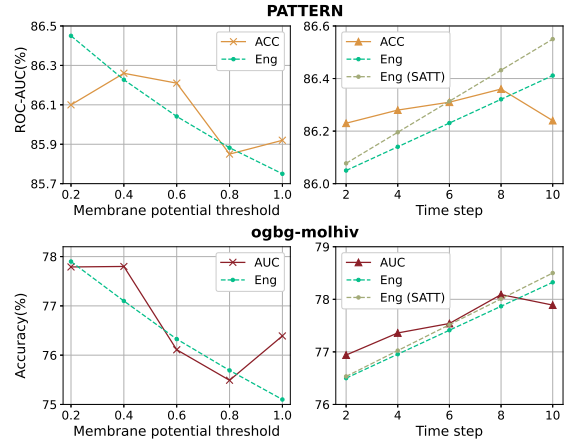 PATTERN
ROC-AUC(%)
86.5
86.3
86.1
85.9
85.7
ACC
Eng
0.2 0.4 0.6 0.8 1.0
Membrane potential threshold
86.6
86.4
86.2
86.0
ACC
Eng
Eng (SATT)
2 4 6 8 10
Time step
ogbg-molhiv
Accuracy(%)
78
77
76
75
AUC
Eng
0.2 0.4 0.6 0.8 1.0
Membrane potential threshold
79
78
77
76
AUC
Eng
Eng (SATT)
2 4 6 8 10
Time step